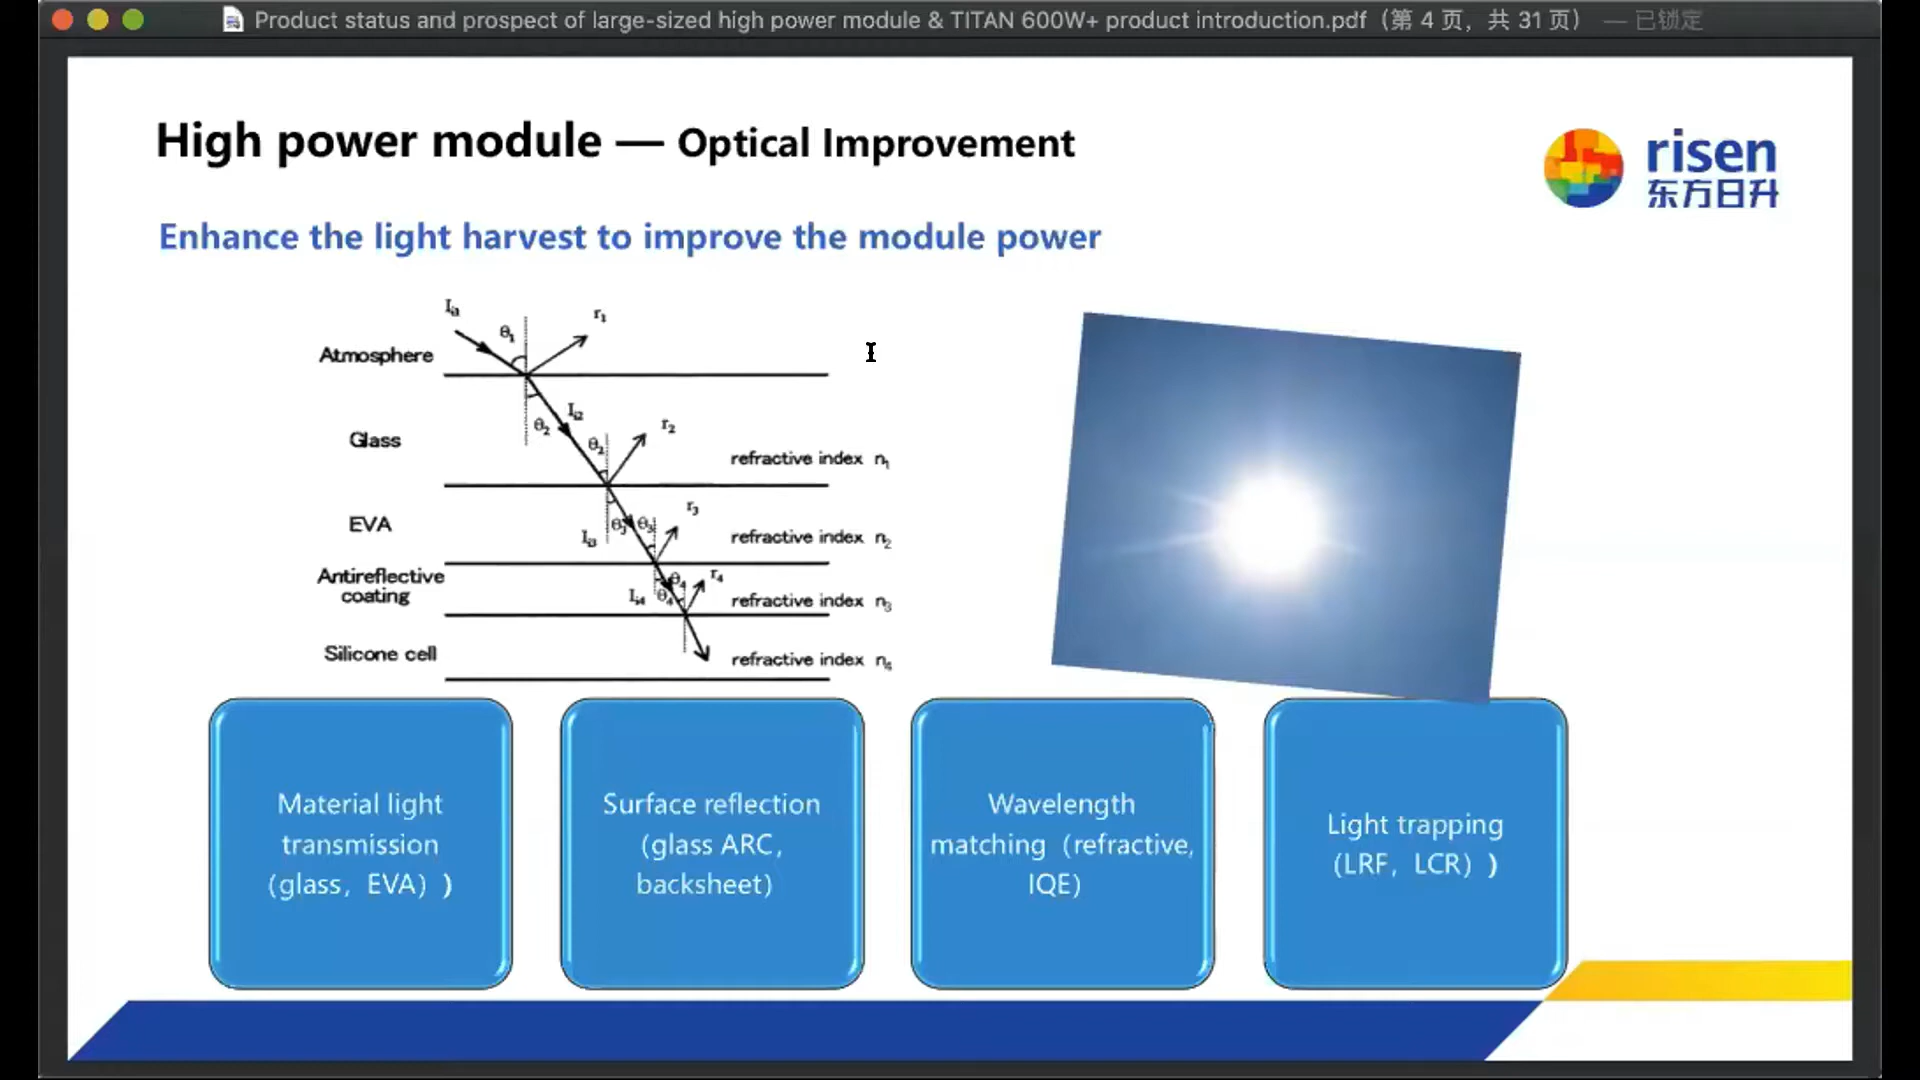 Product status and prospect of large-sized high power module & TITAN 600W+ product introduction.pdf（第 4 页，共 31 页） — 已锁定
High power module — Optical Improvement
risen
东方日升
Enhance the light harvest to improve the module power
Ii1
θ1
r1
Atmosphere
Ii2
θ2
θ2
r2
Glass
refractive index n1
Ii3
θ3
θ3
r3
EVA
refractive index n2
Antireflective
coating
Ii4
θ4
θ4
r4
refractive index n3
Silicone cell
refractive index n4
Material light
transmission
（glass，EVA））
Surface reflection
（glass ARC，
backsheet）
Wavelength
matching（refractive,
IQE）
Light trapping
（LRF，LCR））